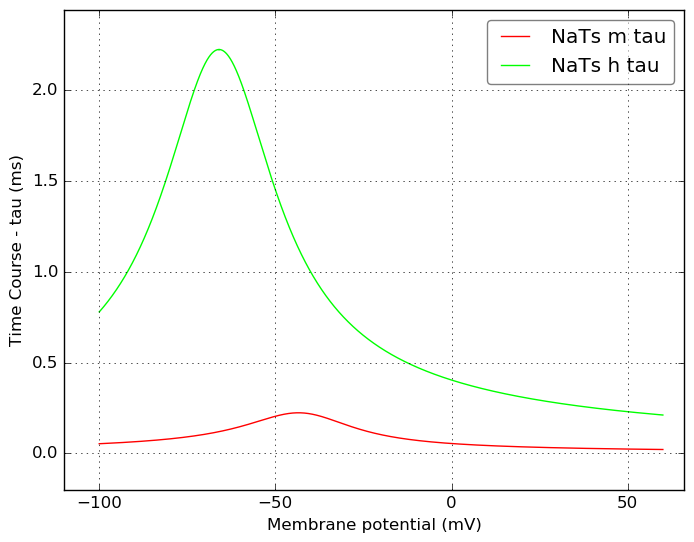 NaTs m tau
NaTs h tau
2.0
1.5
1.0
0.5
0.0
Time Course - tau (ms)
−100
−50
0
50
Membrane potential (mV)